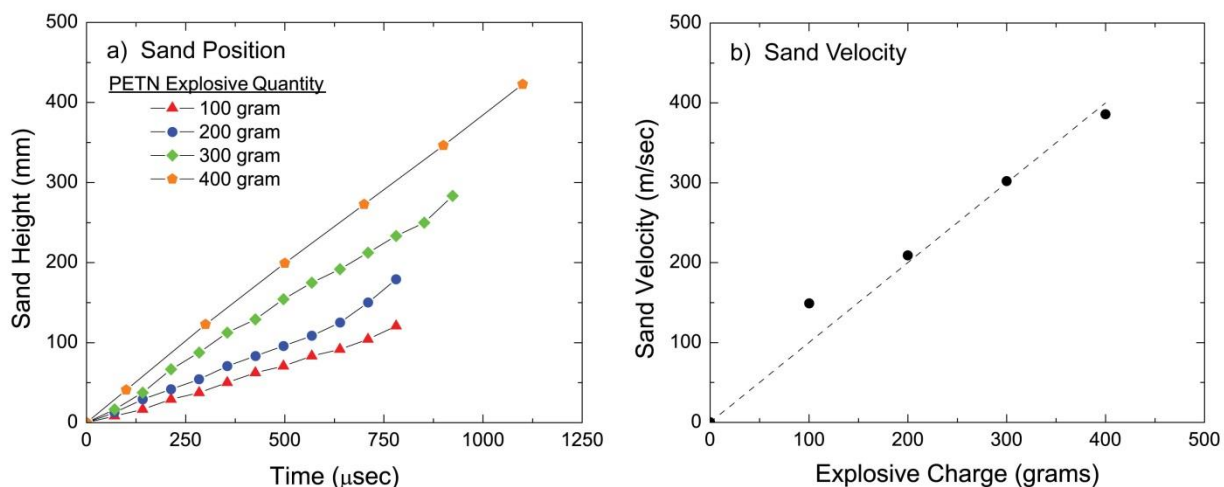 a) Sand Position
PETN Explosive Quantity
100 gram
200 gram
300 gram
400 gram
500
400
300
200
100
0
Sand Height (mm)
0
250
500
750
1000
1250
Time (μsec)
b) Sand Velocity
500
400
300
200
100
0
Sand Velocity (m/sec)
0
100
200
300
400
500
Explosive Charge (grams)